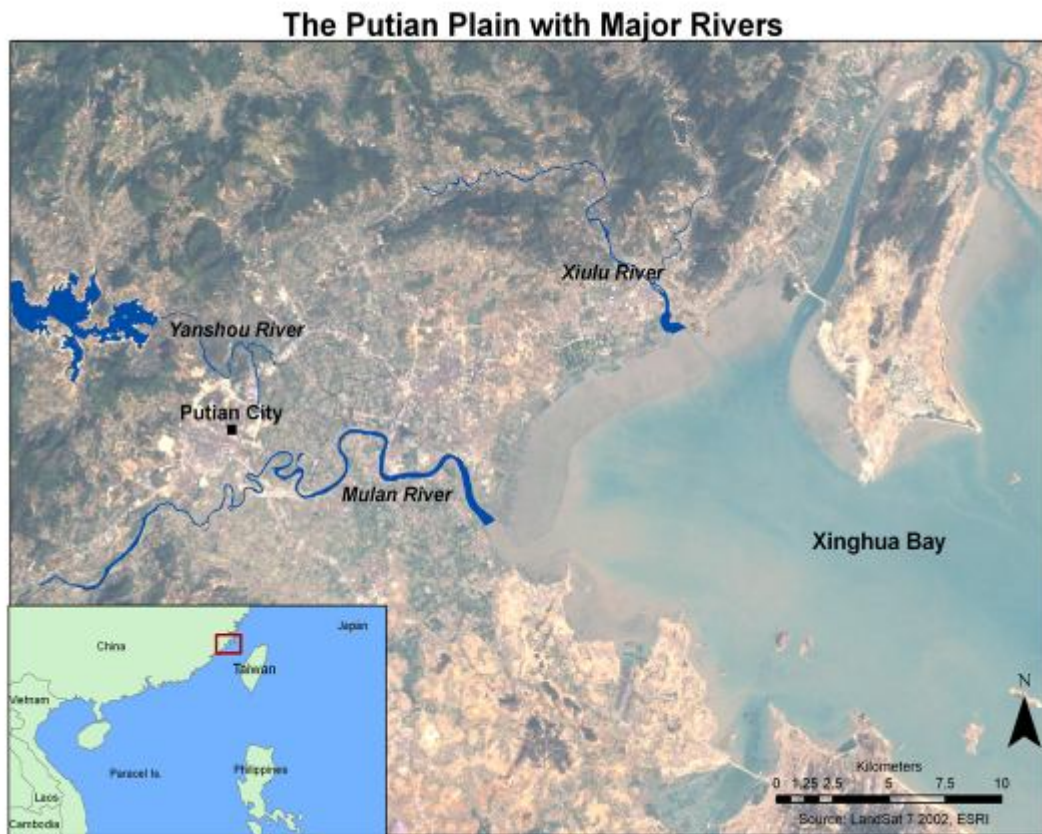 The Putian Plain with Major Rivers
Xiulu River
Yanshou River
Putian City
Mulan River
Xinghua Bay
China
Japan
Taiwan
Vietnam
Paracel Is.
Philippines
Laos
Cambodia
N
Kilometers
0 1.25 2.5 5 7.5 10
Source: LandSat 7 2002, ESRI